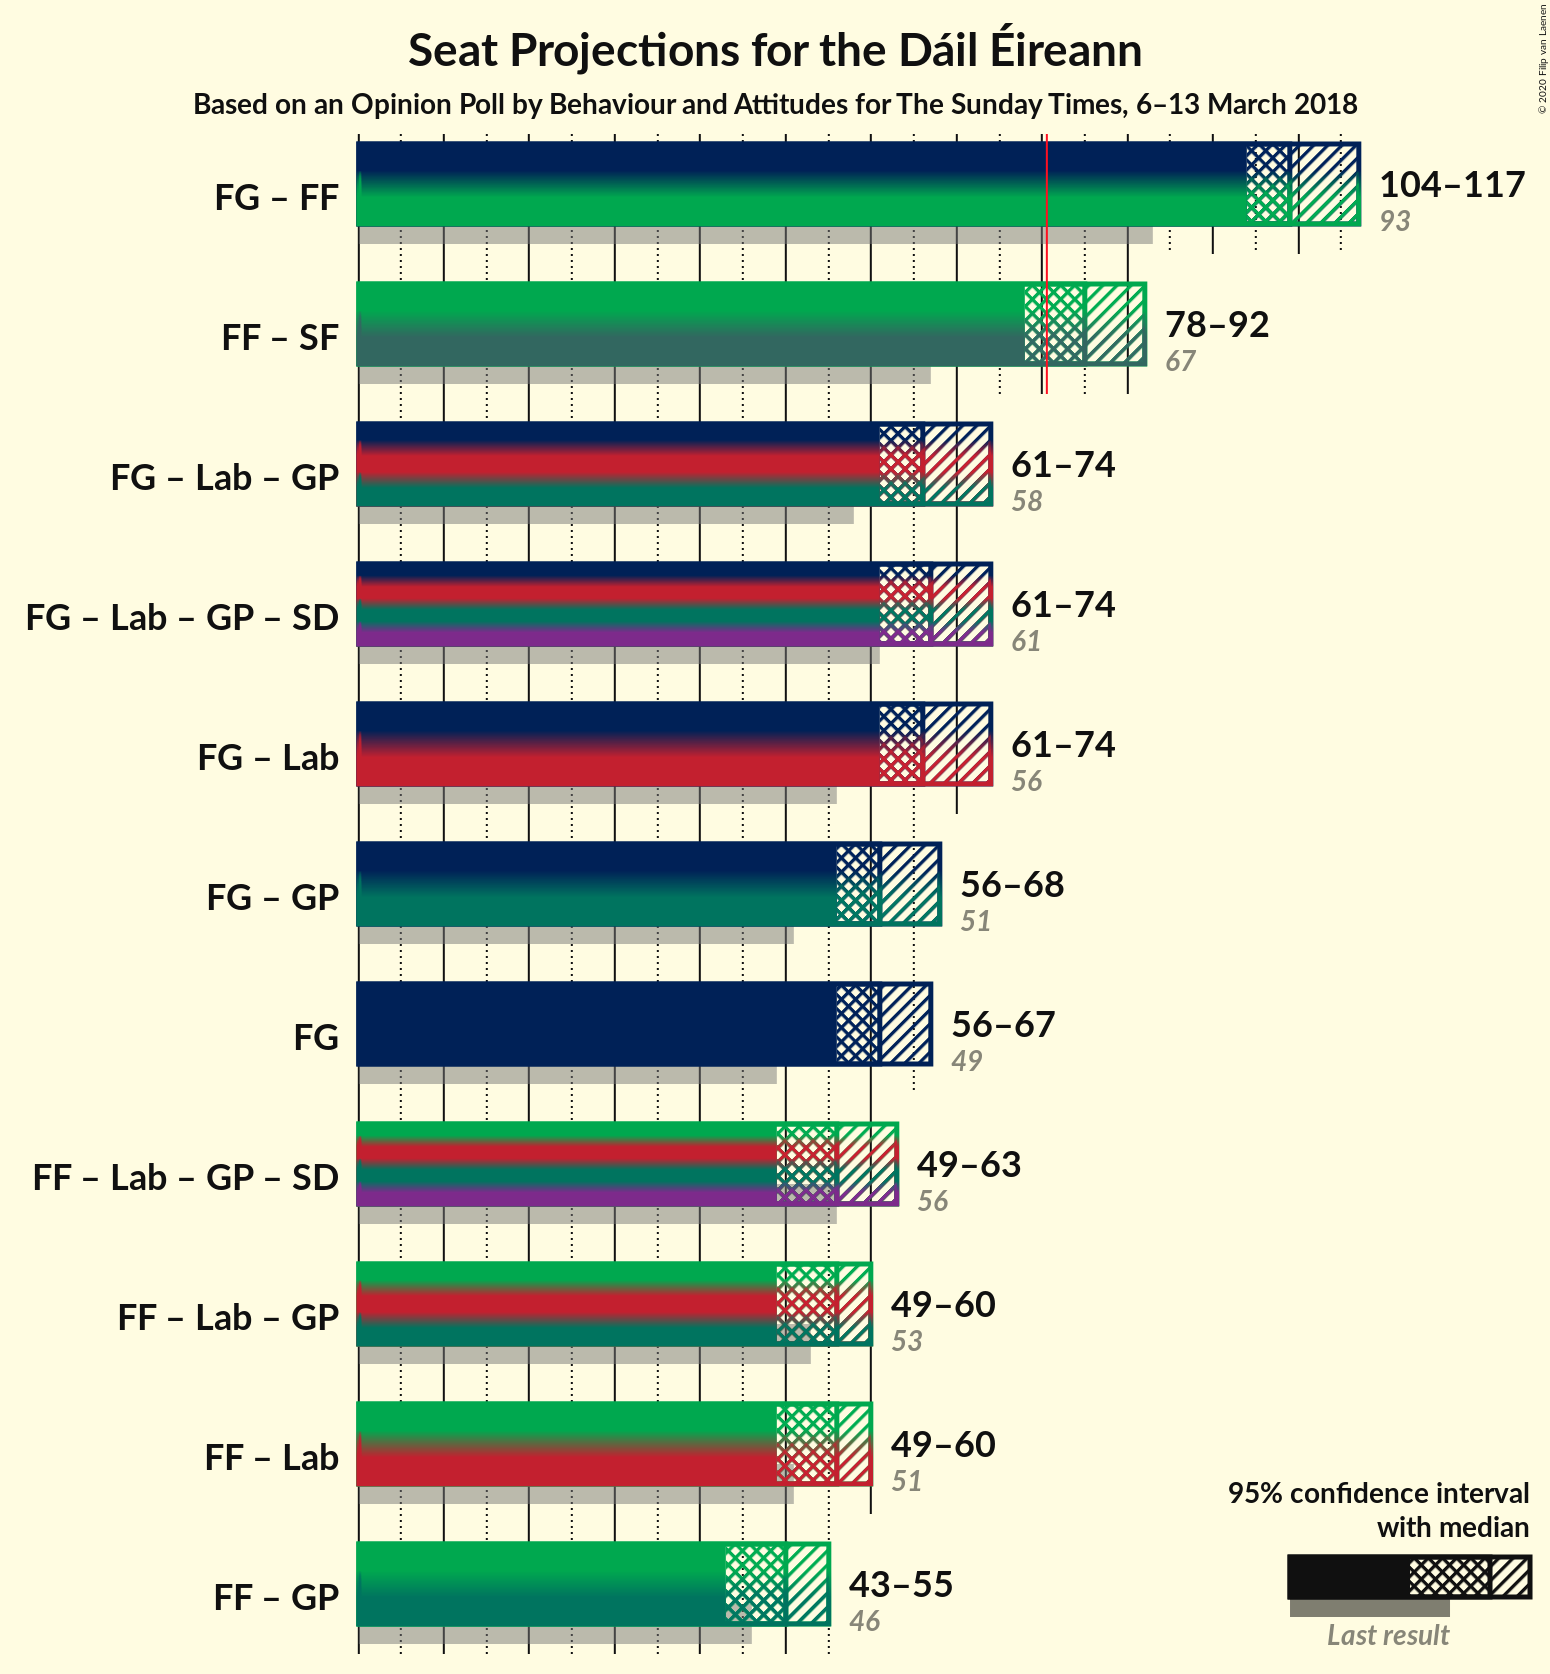 Seat Projections for the Dáil Éireann
Based on an Opinion Poll by Behaviour and Attitudes for The Sunday Times, 6–13 March 2018
© 2020 Filip van Laenen
FG – FF
104–117
93
FF – SF
78–92
67
FG – Lab – GP
61–74
58
FG – Lab – GP – SD
61–74
61
FG – Lab
61–74
56
FG – GP
56–68
51
FG
56–67
49
FF – Lab – GP – SD
49–63
56
FF – Lab – GP
49–60
53
FF – Lab
49–60
51
FF – GP
43–55
46
95% confidence interval
with median
Last result